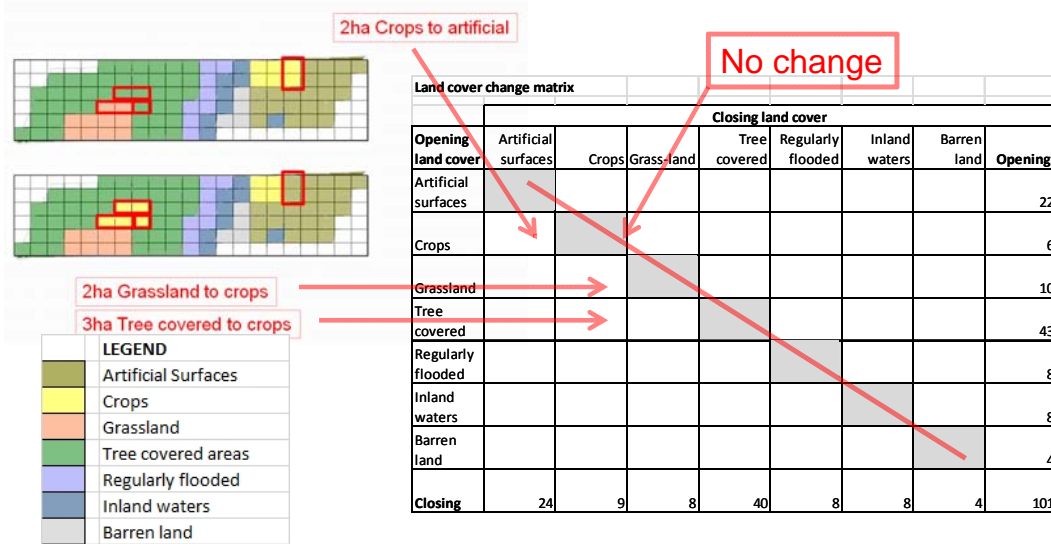 2ha Crops to artificial
No change
2ha Grassland to crops
3ha Tree covered to crops
LEGEND
Artificial Surfaces
Crops
Grassland
Tree covered areas
Regularly flooded
Inland waters
Barren land
Land cover change matrix
Closing land cover
Opening land cover Artificial surfaces Crops Grass-land Tree covered Regularly flooded Inland waters Barren land Opening
Artificial surfaces 22
Crops 6
Grassland 10
Tree covered 43
Regularly flooded 8
Inland waters 8
Barren land 4
Closing 24 9 8 40 8 8 4 101